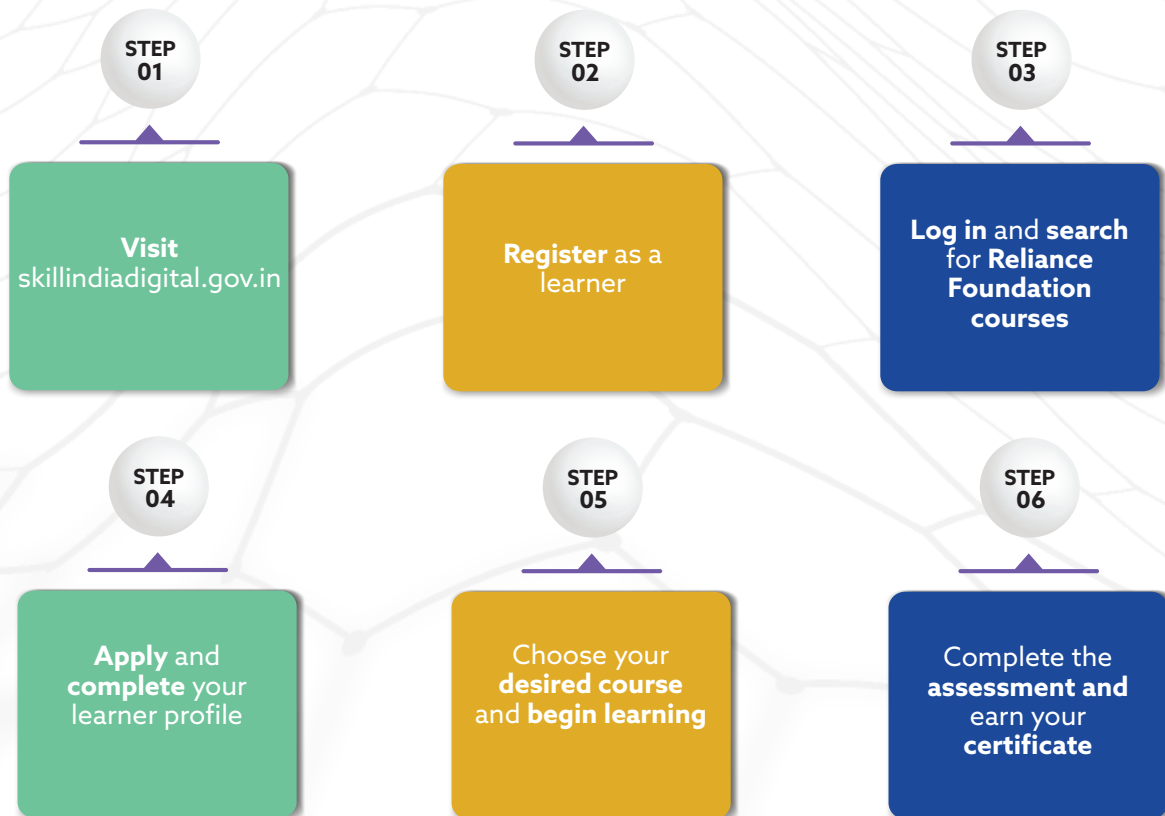 STEP
01
Visit
skillindiadigital.gov.in
STEP
02
Register as a
learner
STEP
03
Log in and search
for Reliance
Foundation
courses
STEP
04
Apply and
complete your
learner profile
STEP
05
Choose your
desired course
and begin learning
STEP
06
Complete the
assessment and
earn your
certificate